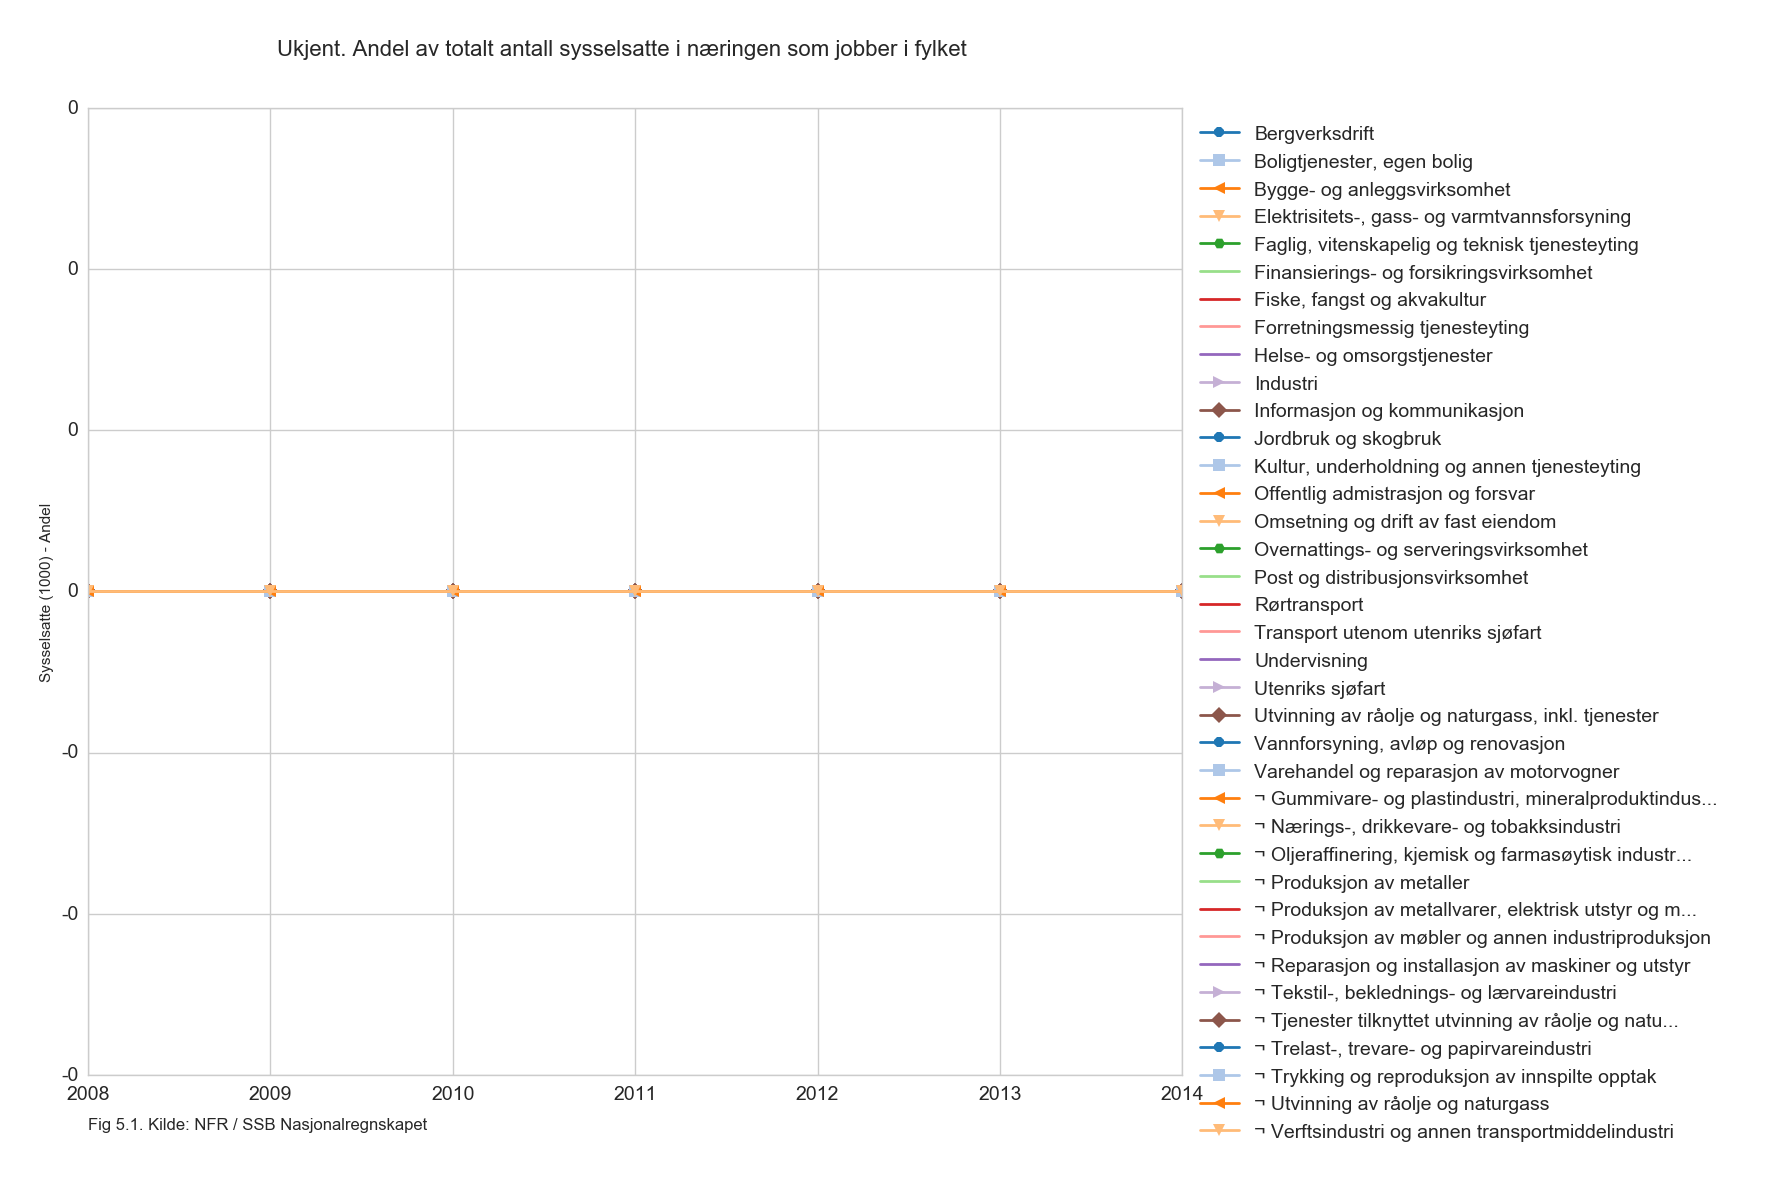 Ukjent. Andel av totalt antall sysselsatte i næringen som jobber i fylket
0
0
0
0
-0
-0
-0
Sysselsatte (1000) - Andel
2008 2009 2010 2011 2012 2013 2014
Fig 5.1. Kilde: NFR / SSB Nasjonalregnskapet
Bergverksdrift
Boligtjenester, egen bolig
Bygge- og anleggsvirksomhet
Elektrisitets-, gass- og varmtvannsforsyning
Faglig, vitenskapelig og teknisk tjenesteyting
Finansierings- og forsikringsvirksomhet
Fiske, fangst og akvakultur
Forretningsmessig tjenesteyting
Helse- og omsorgstjenester
Industri
Informasjon og kommunikasjon
Jordbruk og skogbruk
Kultur, underholdning og annen tjenesteyting
Offentlig admistrasjon og forsvar
Omsetning og drift av fast eiendom
Overnattings- og serveringsvirksomhet
Post og distribusjonsvirksomhet
Rørtransport
Transport utenom utenriks sjøfart
Undervisning
Utenriks sjøfart
Utvinning av råolje og naturgass, inkl. tjenester
Vannforsyning, avløp og renovasjon
Varehandel og reparasjon av motorvogner
¬ Gummivare- og plastindustri, mineralproduktindus...
¬ Nærings-, drikkevare- og tobakksindustri
¬ Oljeraffinering, kjemisk og farmasøytisk industr...
¬ Produksjon av metaller
¬ Produksjon av metallvarer, elektrisk utstyr og m...
¬ Produksjon av møbler og annen industriproduksjon
¬ Reparasjon og installasjon av maskiner og utstyr
¬ Tekstil-, beklednings- og lærvareindustri
¬ Tjenester tilknyttet utvinning av råolje og natu...
¬ Trelast-, trevare- og papirvareindustri
¬ Trykking og reproduksjon av innspilte opptak
¬ Utvinning av råolje og naturgass
¬ Verftsindustri og annen transportmiddelindustri